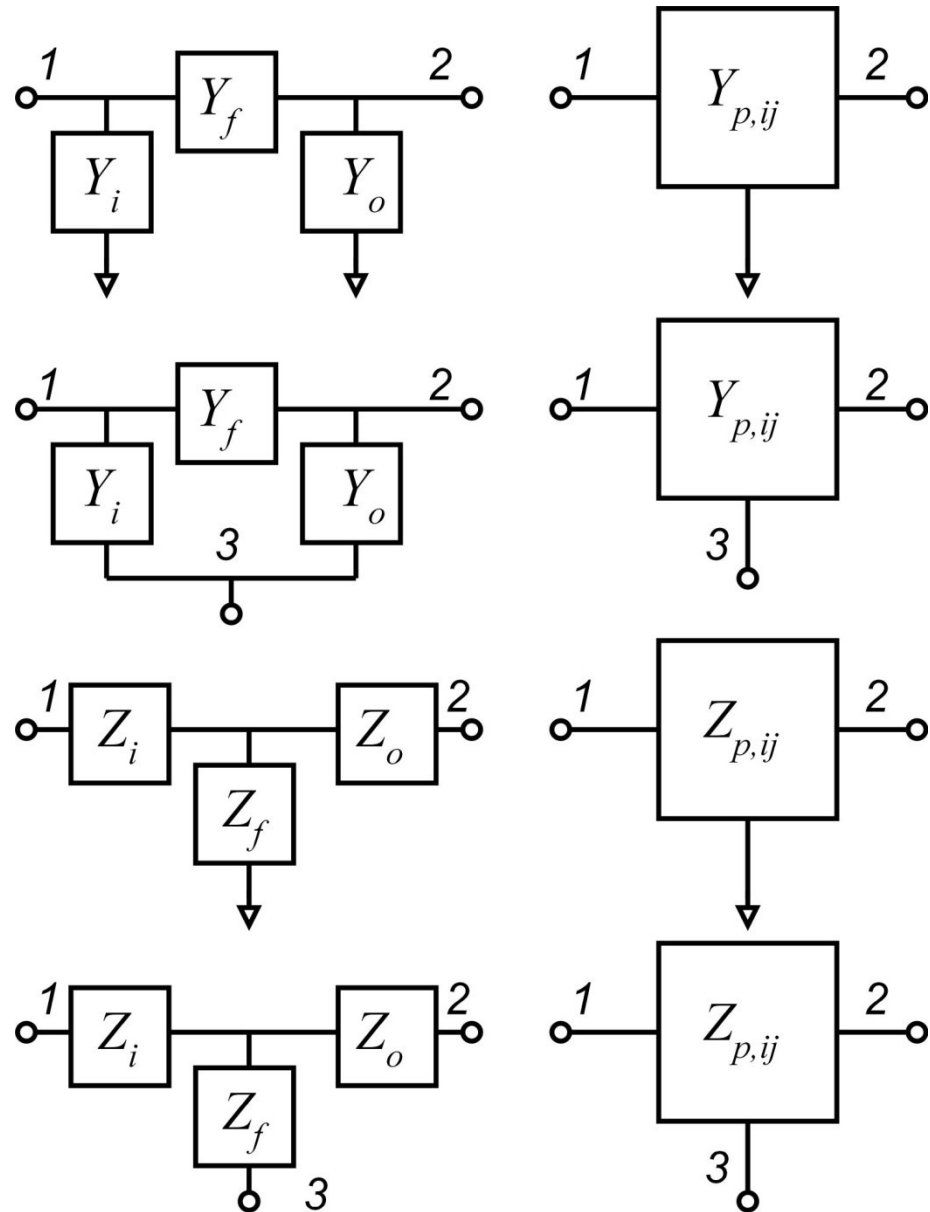 1 Y_f 2 1 Y_{p,ij} 2
Y_i Y_o
1 Y_f 2 1 Y_{p,ij} 2
Y_i Y_o
3 3
1 Z_i Z_o 2 1 Z_{p,ij} 2
Z_f
1 Z_i Z_o 2 1 Z_{p,ij} 2
Z_f
3 3